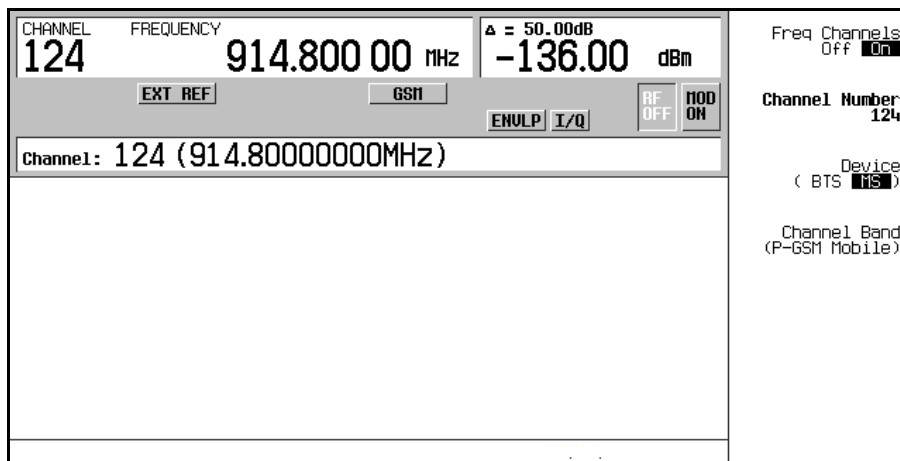 CHANNEL FREQUENCY
124 914.800 00 MHz
Δ = 50.00dB
-136.00 dBm
EXT REF GSM
ENVLP I/Q
RF OFF
MOD ON
Channel: 124 (914.80000000MHz)
Freq Channels
Off On
Channel Number
124
Device
( BTS MS )
Channel Band
(P-GSM Mobile)